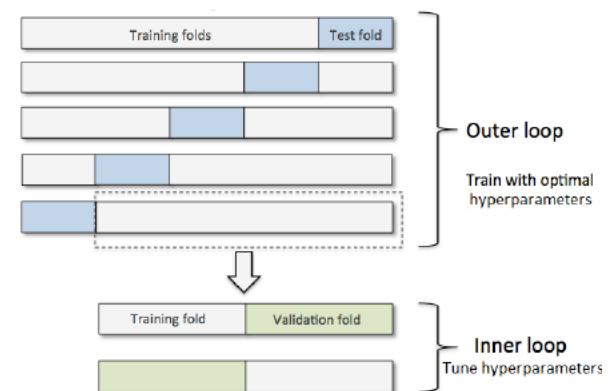 Training folds
Test fold
Outer loop
Train with optimal
hyperparameters
Training fold
Validation fold
Inner loop
Tune hyperparameters